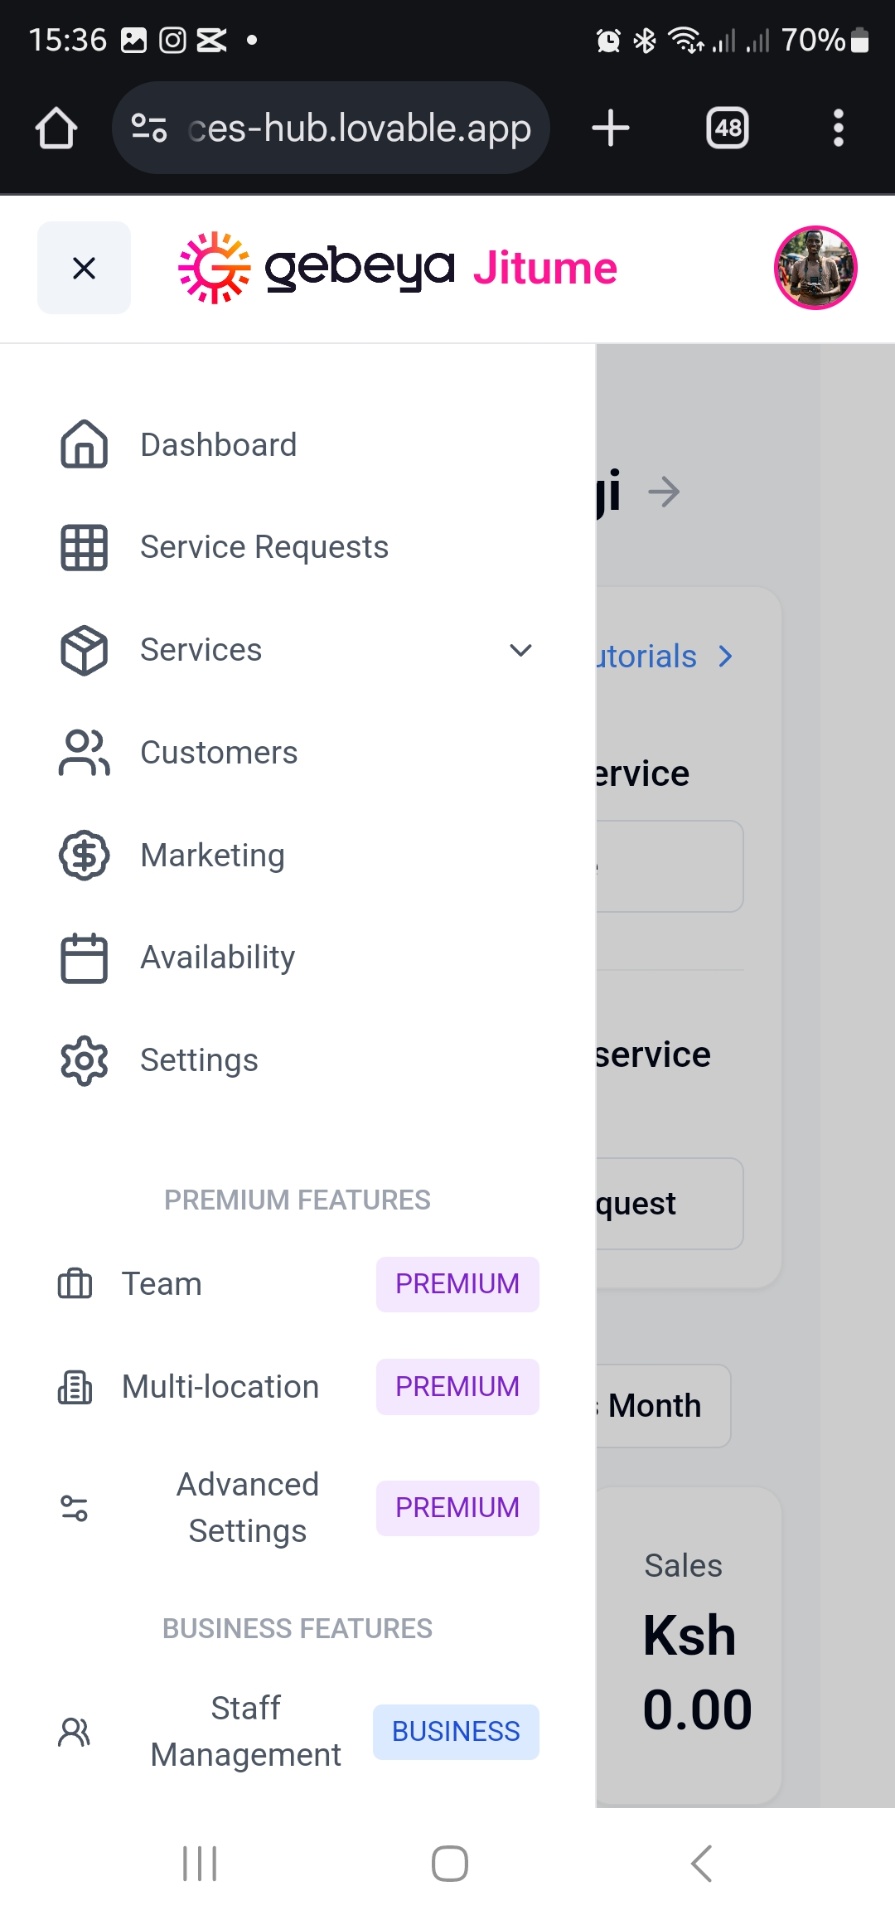 15:36
70%
ces-hub.lovable.app
48
gebeya Jitume
Dashboard
gi
Service Requests
Services
utorials
Customers
ervice
Marketing
Availability
Settings
service
PREMIUM FEATURES
quest
Team PREMIUM
Multi-location PREMIUM
Month
Advanced
Settings
PREMIUM
Sales
Ksh
0.00
BUSINESS FEATURES
Staff
Management
BUSINESS